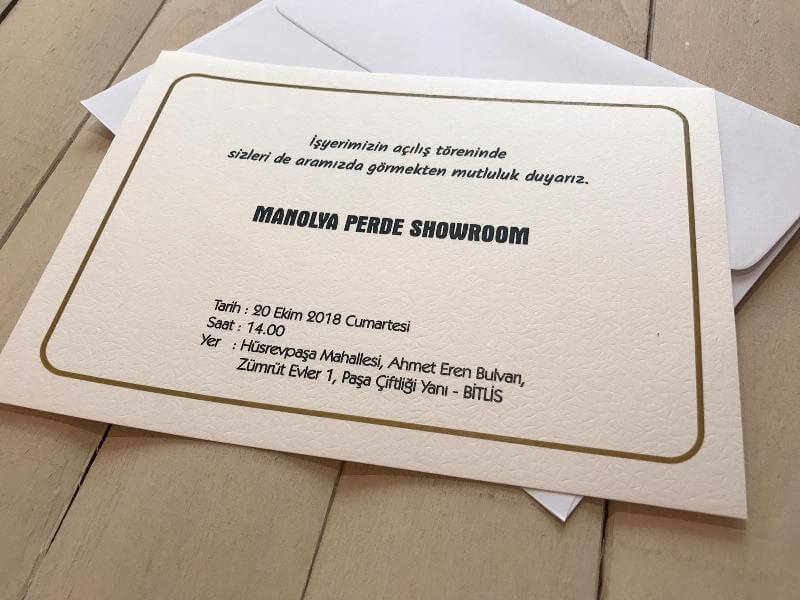 İşyerimizin açılış töreninde
sizleri de aramızda görmekten mutluluk duyarız.
MANOLYA PERDE SHOWROOM
Tarih : 20 Ekim 2018 Cumartesi
Saat : 14.00
Yer : Hüsrevpaşa Mahallesi, Ahmet Eren Bulvarı,
Zümrüt Evler 1, Paşa Çiftliği Yanı - BİTLİS